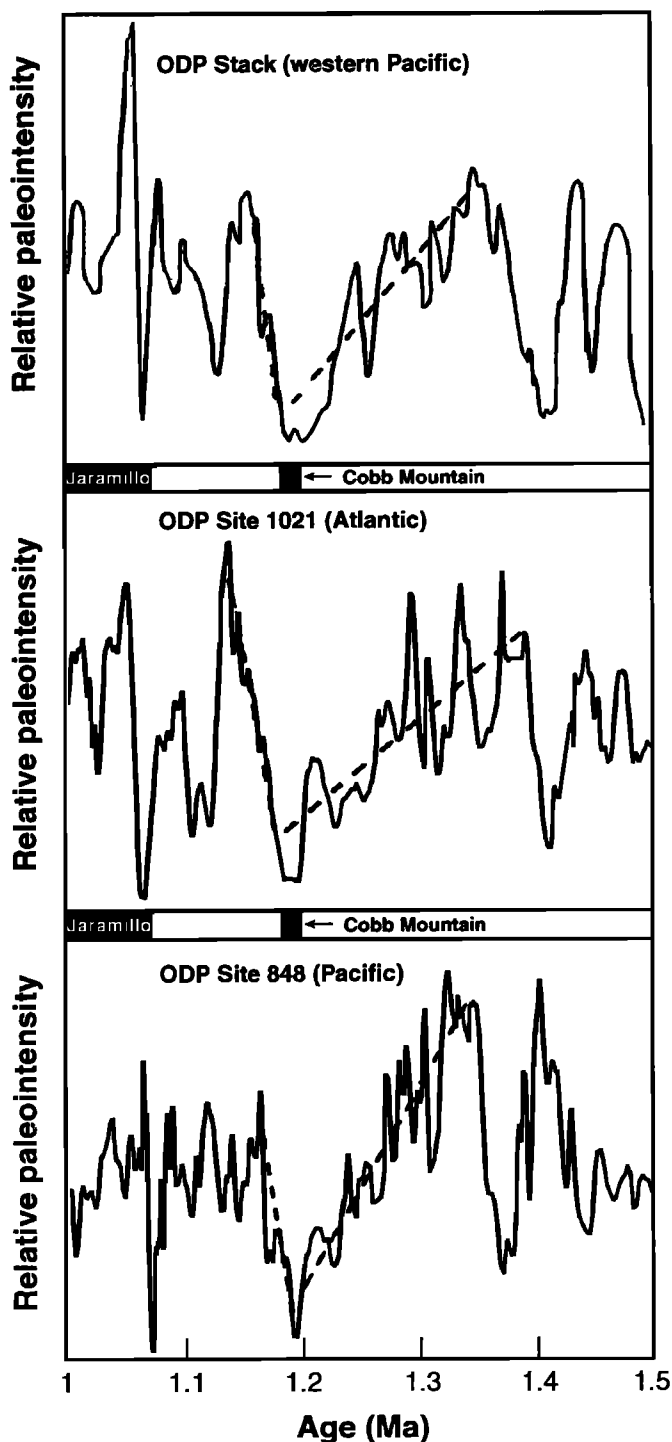 Relative paleointensity
ODP Stack (western Pacific)
Jaramillo
← Cobb Mountain
Relative paleointensity
ODP Site 1021 (Atlantic)
Jaramillo
← Cobb Mountain
Relative paleointensity
ODP Site 848 (Pacific)
1 1.1 1.2 1.3 1.4 1.5
Age (Ma)